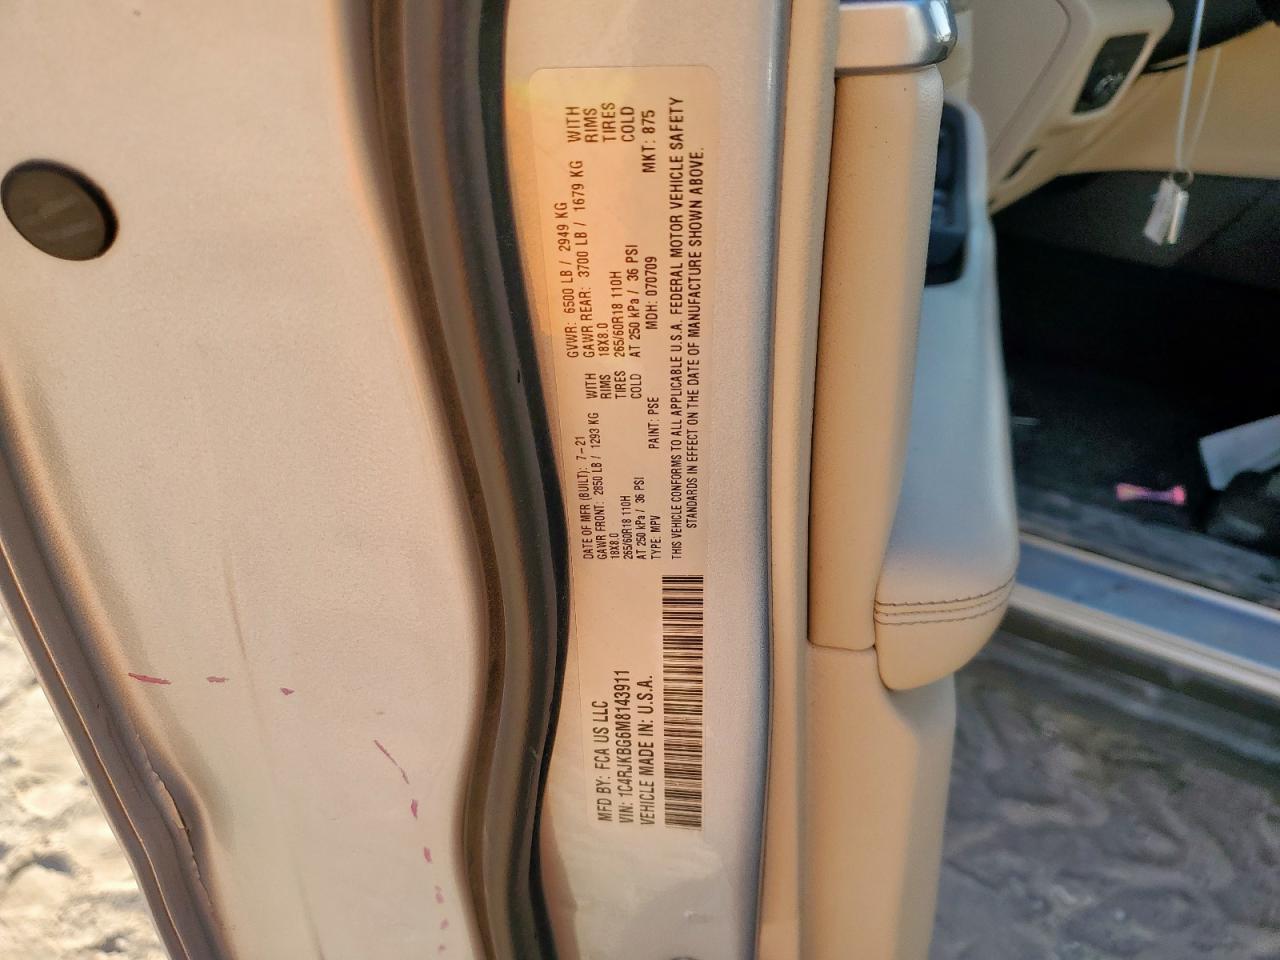 MFD BY: FCA US LLC
VIN: 1C4RJKBG6M8143911
VEHICLE MADE IN: U.S.A.
DATE OF MFR (BUILT): 7-21
GAWR FRONT: 2850 LB / 1293 KG WITH
18X8.0 RIMS
265/60R18 110H TIRES
AT 250 kPa / 36 PSI COLD
TYPE: MPV
GVWR: 6500 LB / 2949 KG
GAWR REAR: 3700 LB / 1679 KG WITH
18X8.0 RIMS
265/60R18 110H TIRES
AT 250 kPa / 36 PSI COLD
PAINT: PSE MDH: 070709 MKT: 875
THIS VEHICLE CONFORMS TO ALL APPLICABLE U.S.A. FEDERAL MOTOR VEHICLE SAFETY
STANDARDS IN EFFECT ON THE DATE OF MANUFACTURE SHOWN ABOVE.